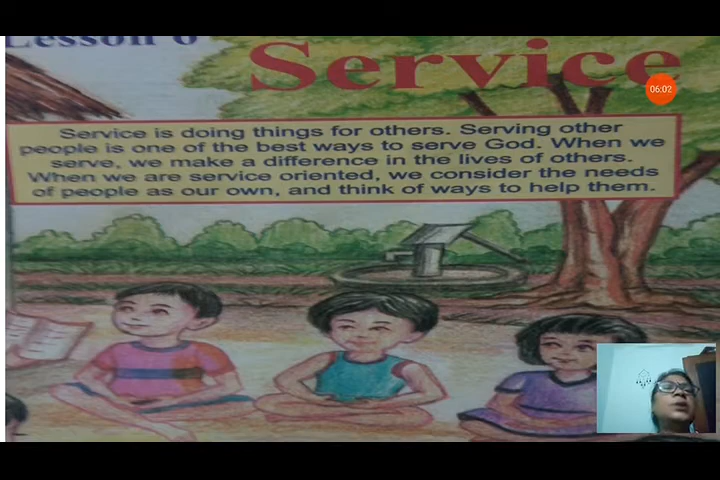 Lesson 6
Service
06:02
Service is doing things for others. Serving other
people is one of the best ways to serve God. When we
serve, we make a difference in the lives of others.
When we are service oriented, we consider the needs
of people as our own, and think of ways to help them.